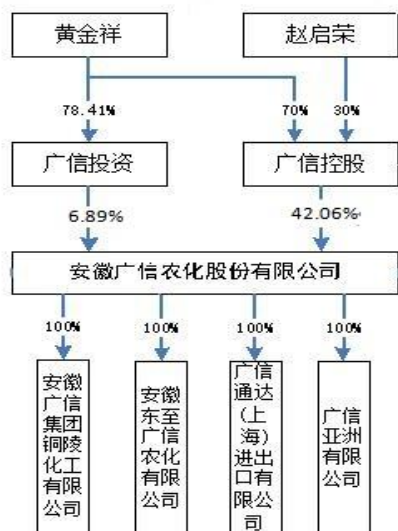 黄金祥 赵启荣
78.41% 70% 30%
广信投资 广信控股
6.89% 42.06%
安徽广信农化股份有限公司
100% 100% 100% 100%
安徽
广信
集团
铜陵
化工
有限
公司
安徽
东至
广信
农化
有限
公司
广信
通达
(上
海)
进出
口有
限公
司
广信
亚洲
有限
公司